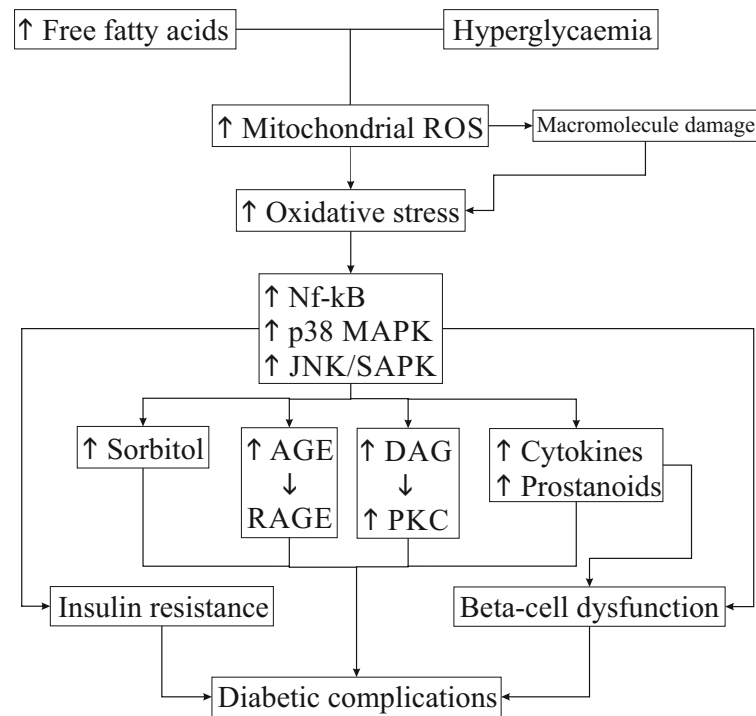 ↑ Free fatty acids
Hyperglycaemia
↑ Mitochondrial ROS
Macromolecule damage
↑ Oxidative stress
↑ Nf-kB
↑ p38 MAPK
↑ JNK/SAPK
↑ Sorbitol
↑ AGE
↓
RAGE
↑ DAG
↓
↑ PKC
↑ Cytokines
↑ Prostanoids
Insulin resistance
Beta-cell dysfunction
Diabetic complications